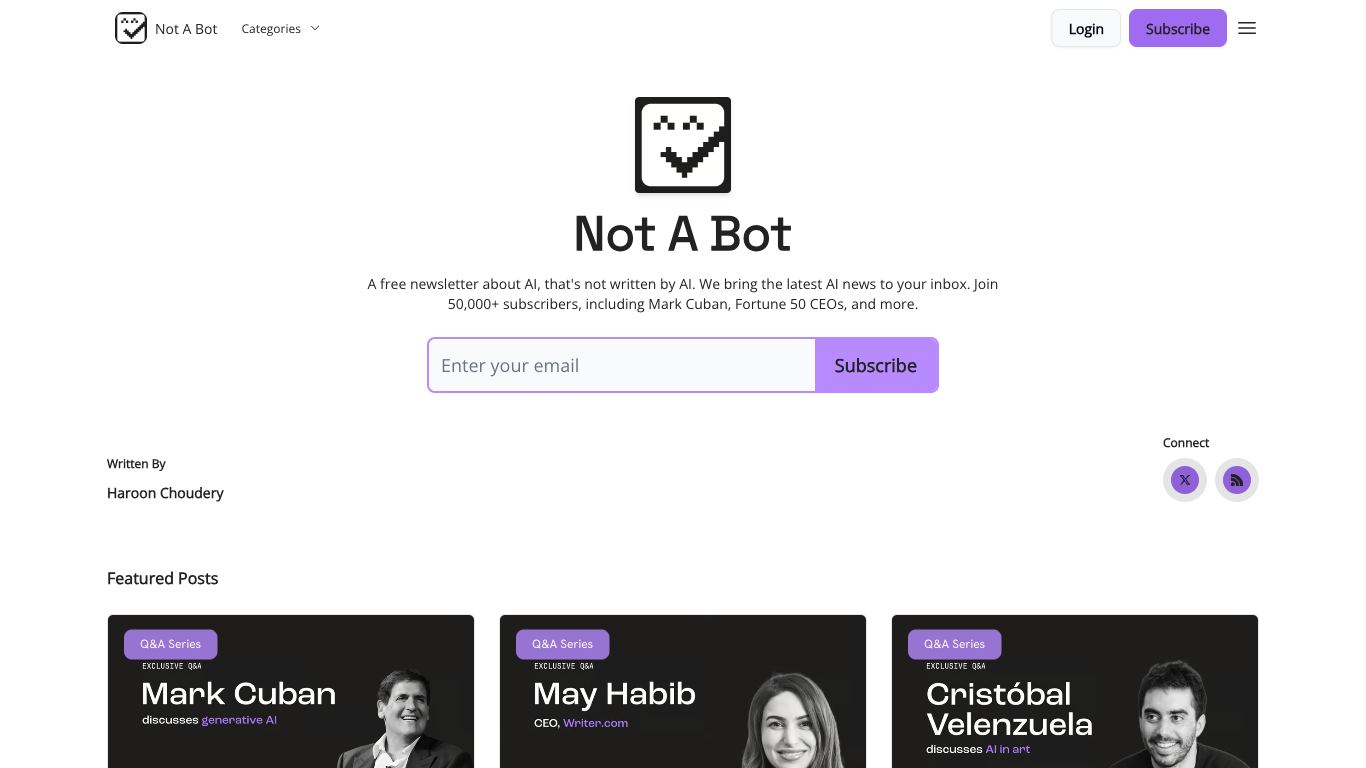 Not A Bot
Categories
Login
Subscribe
Not A Bot
A free newsletter about AI, that's not written by AI. We bring the latest AI news to your inbox. Join
50,000+ subscribers, including Mark Cuban, Fortune 50 CEOs, and more.
Enter your email
Subscribe
Connect
Written By
Haroon Choudery
Featured Posts
Q&A Series
EXCLUSIVE Q&A
Mark Cuban
discusses generative AI
Q&A Series
EXCLUSIVE Q&A
May Habib
CEO, Writer.com
Q&A Series
EXCLUSIVE Q&A
Cristóbal
Velenzuela
discusses AI in art